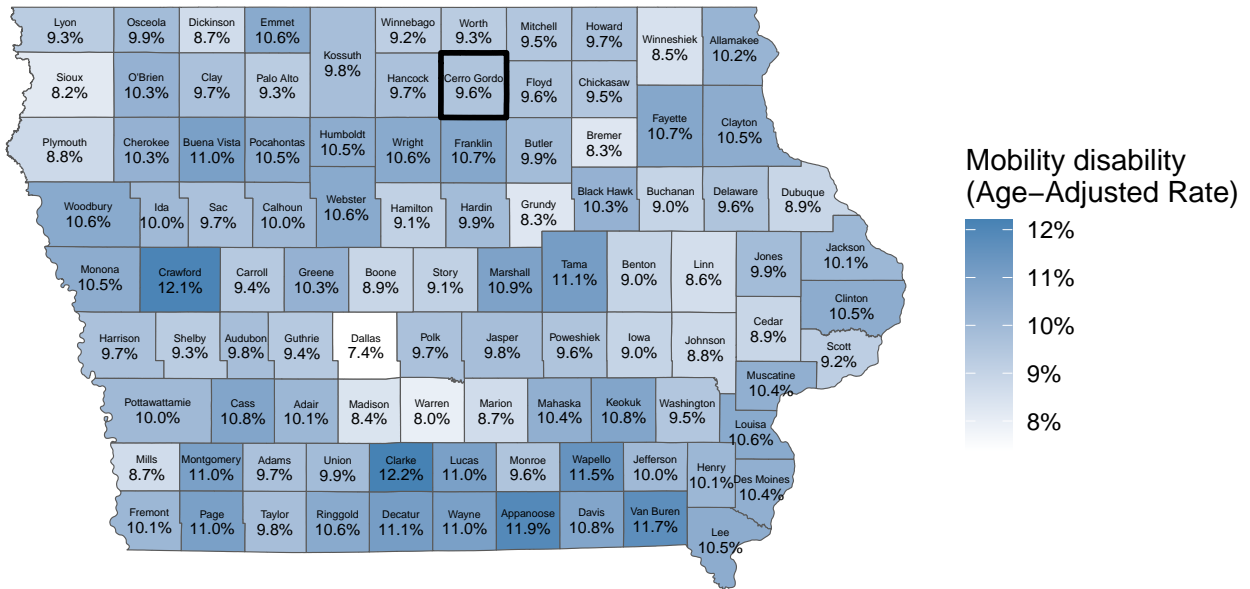 Lyon
9.3%
Osceola
9.9%
Dickinson
8.7%
Emmet
10.6%
Kossuth
9.8%
Winnebago
9.2%
Worth
9.3%
Mitchell
9.5%
Howard
9.7%
Winneshiek
8.5%
Allamakee
10.2%
Sioux
8.2%
O'Brien
10.3%
Clay
9.7%
Palo Alto
9.3%
Hancock
9.7%
Cerro Gordo
9.6%
Floyd
9.6%
Chickasaw
9.5%
Fayette
10.7%
Clayton
10.5%
Plymouth
8.8%
Cherokee
10.3%
Buena Vista
11.0%
Pocahontas
10.5%
Humboldt
10.5%
Wright
10.6%
Franklin
10.7%
Butler
9.9%
Bremer
8.3%
Woodbury
10.6%
Ida
10.0%
Sac
9.7%
Calhoun
10.0%
Webster
10.6%
Hamilton
9.1%
Hardin
9.9%
Grundy
8.3%
Black Hawk
10.3%
Buchanan
9.0%
Delaware
9.6%
Dubuque
8.9%
Monona
10.5%
Crawford
12.1%
Carroll
9.4%
Greene
10.3%
Boone
8.9%
Story
9.1%
Marshall
10.9%
Tama
11.1%
Benton
9.0%
Linn
8.6%
Jones
9.9%
Jackson
10.1%
Clinton
10.5%
Harrison
9.7%
Shelby
9.3%
Audubon
9.8%
Guthrie
9.4%
Dallas
7.4%
Polk
9.7%
Jasper
9.8%
Poweshiek
9.6%
Iowa
9.0%
Johnson
8.8%
Cedar
8.9%
Scott
9.2%
Muscatine
10.4%
Pottawattamie
10.0%
Cass
10.8%
Adair
10.1%
Madison
8.4%
Warren
8.0%
Marion
8.7%
Mahaska
10.4%
Keokuk
10.8%
Washington
9.5%
Louisa
10.6%
Mills
8.7%
Montgomery
11.0%
Adams
9.7%
Union
9.9%
Clarke
12.2%
Lucas
11.0%
Monroe
9.6%
Wapello
11.5%
Jefferson
10.0%
Henry
10.1%
Des Moines
10.4%
Fremont
10.1%
Page
11.0%
Taylor
9.8%
Ringgold
10.6%
Decatur
11.1%
Wayne
11.0%
Appanoose
11.9%
Davis
10.8%
Van Buren
11.7%
Lee
10.5%
Mobility disability
(Age−Adjusted Rate)
12%
11%
10%
9%
8%